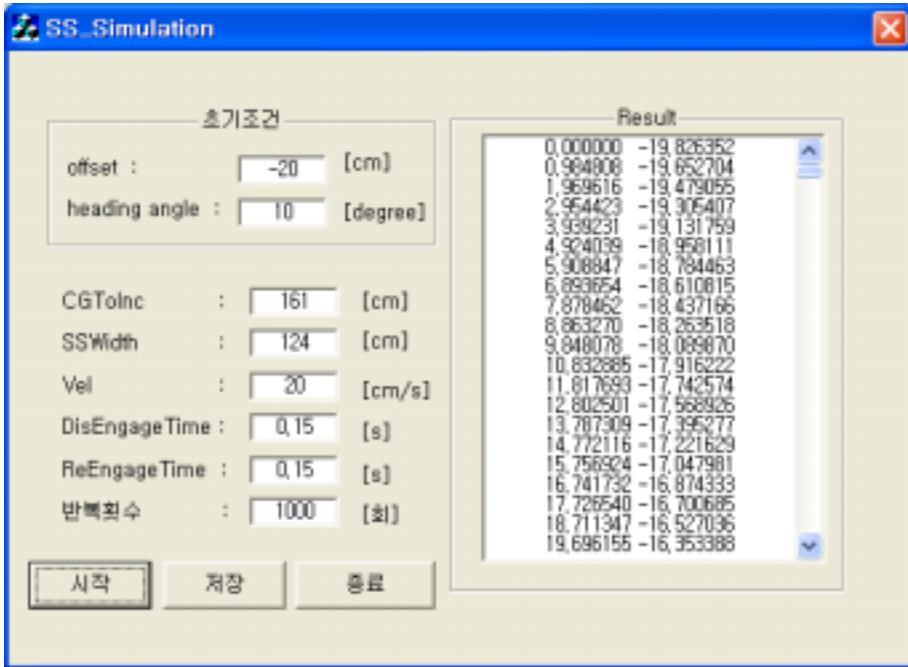 SS_Simulation
초기조건
offset : -20 [cm]
heading angle : 10 [degree]
CGToInc : 161 [cm]
SSWidth : 124 [cm]
Vel : 20 [cm/s]
DisEngageTime : 0,15 [s]
ReEngageTime : 0,15 [s]
반복횟수 : 1000 [회]
시작 저장 종료
Result
0,000000 -19,826352
0,984808 -19,652704
1,969616 -19,479055
2,954423 -19,305407
3,939231 -19,131759
4,924039 -18,958111
5,908847 -18,784463
6,893654 -18,610815
7,878462 -18,437166
8,863270 -18,263518
9,848078 -18,089870
10,832885 -17,916222
11,817693 -17,742574
12,802501 -17,568926
13,787309 -17,395277
14,772116 -17,221629
15,756924 -17,047981
16,741732 -16,874333
17,726540 -16,700685
18,711347 -16,527036
19,696155 -16,353388